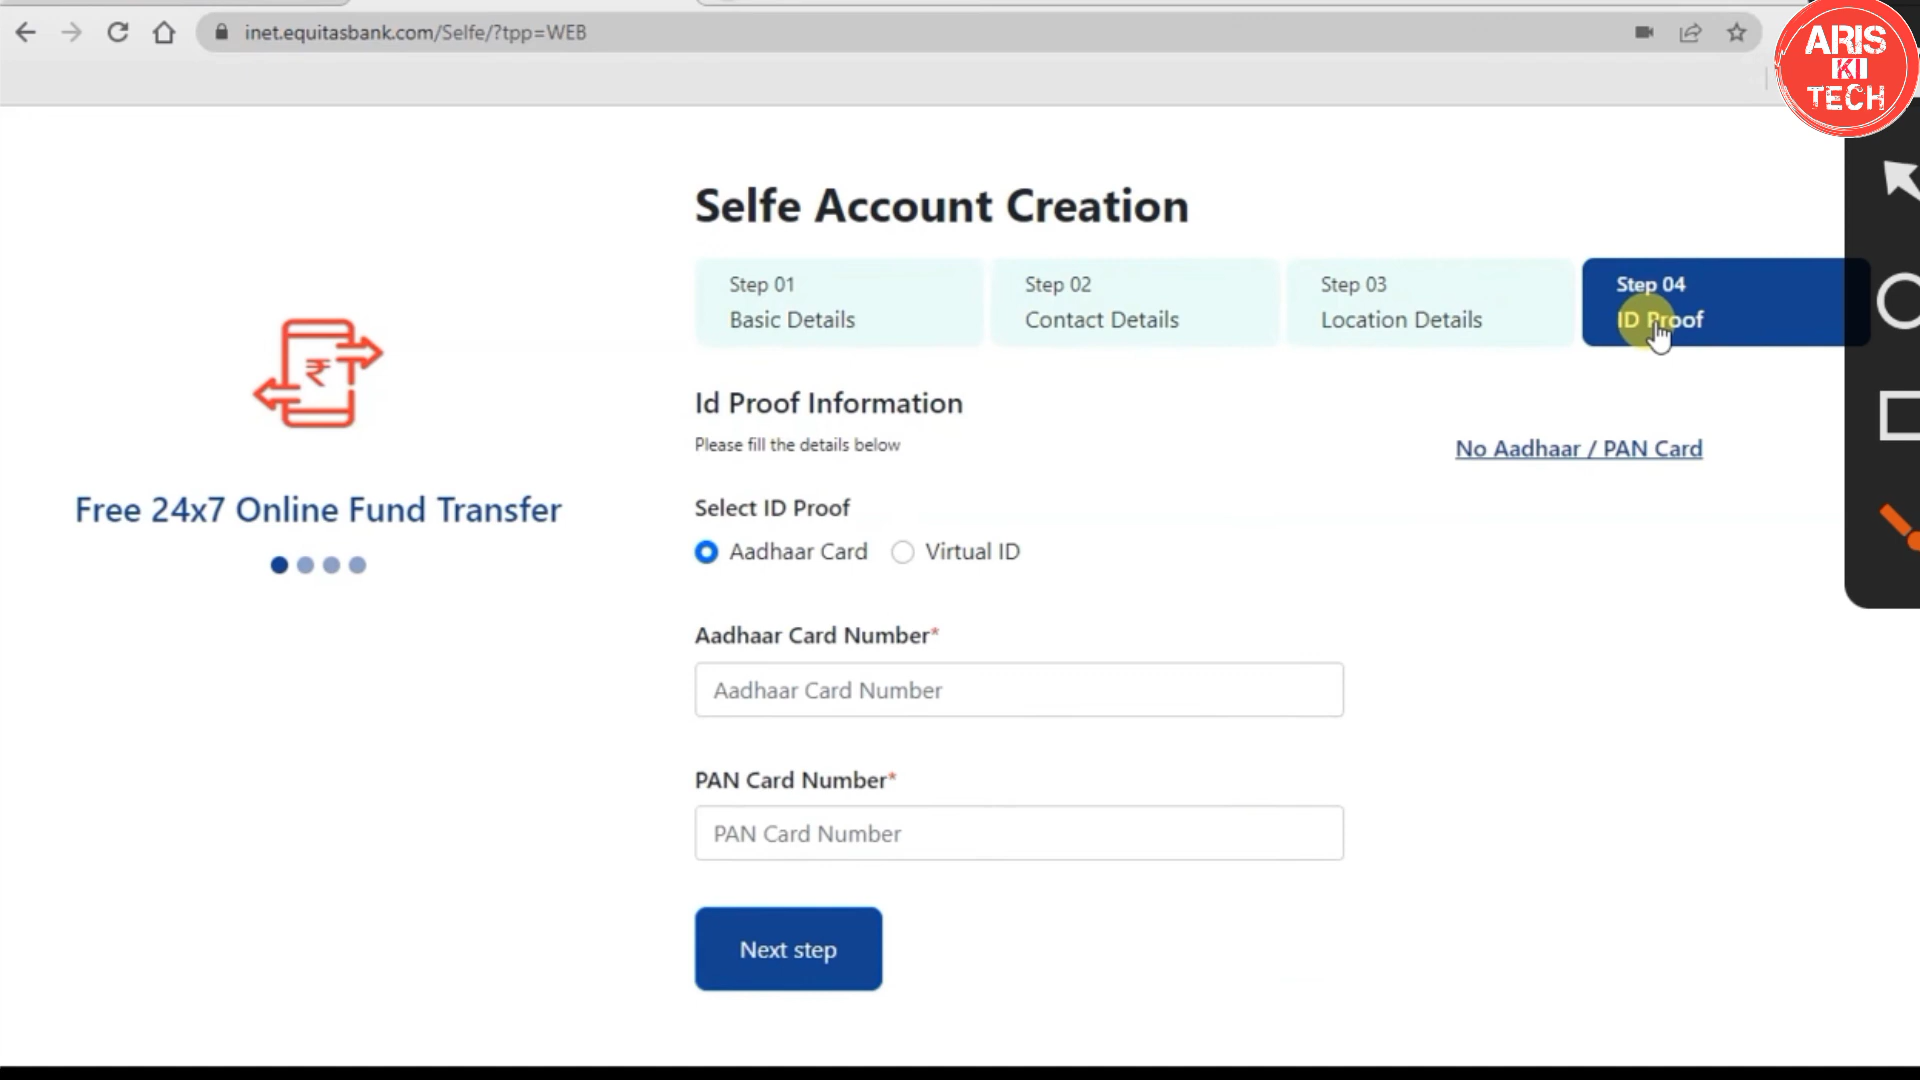 inet.equitasbank.com/Selfe/?tpp=WEB
ARIS
KI
TECH
Selfe Account Creation
Step 01
Basic Details
Step 02
Contact Details
Step 03
Location Details
Step 04
ID Proof
Id Proof Information
Please fill the details below
No Aadhaar / PAN Card
Free 24x7 Online Fund Transfer
Select ID Proof
Aadhaar Card
Virtual ID
Aadhaar Card Number*
Aadhaar Card Number
PAN Card Number*
PAN Card Number
Next step